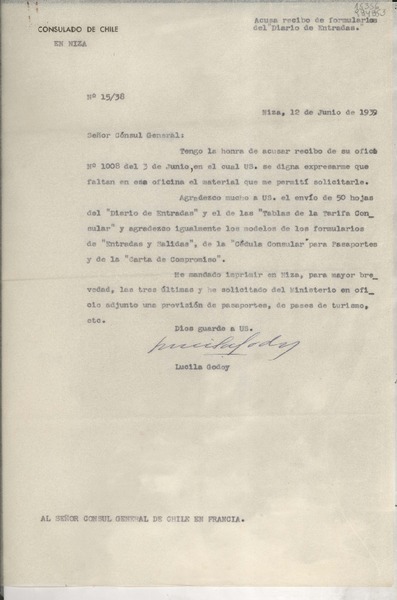 Acusa recibo de formularios
del "Diario de Entradas."
CONSULADO DE CHILE
EN NIZA
Nº 15/38
Niza, 12 de Junio de 1939
Señor Cónsul General:
Tengo la honra de acusar recibo de su oficio
Nº 1008 del 3 de Junio, en el cual US. se digna expresarme que
faltan en esa oficina el material que me permití solicitarle.
Agradezco mucho a US. el envío de 50 hojas
del "Diario de Entradas" y el de las "Tablas de la Tarifa Con_
sular" y agradezco igualmente los modelos de los formularios
de "Entradas y Salidas", de la "Cédula Consular" para Pasaportes
y de la "Carta de Compromiso".
He mandado imprimir en Niza, para mayor bre_
vedad, las tres últimas y he solicitado del Ministerio en ofi_
cio adjunto una provisión de pasaportes, de pases de turismo,
etc.
Dios guarde a US.
Lucila Godoy
Lucila Godoy
AL SEÑOR CONSUL GENERAL DE CHILE EN FRANCIA.